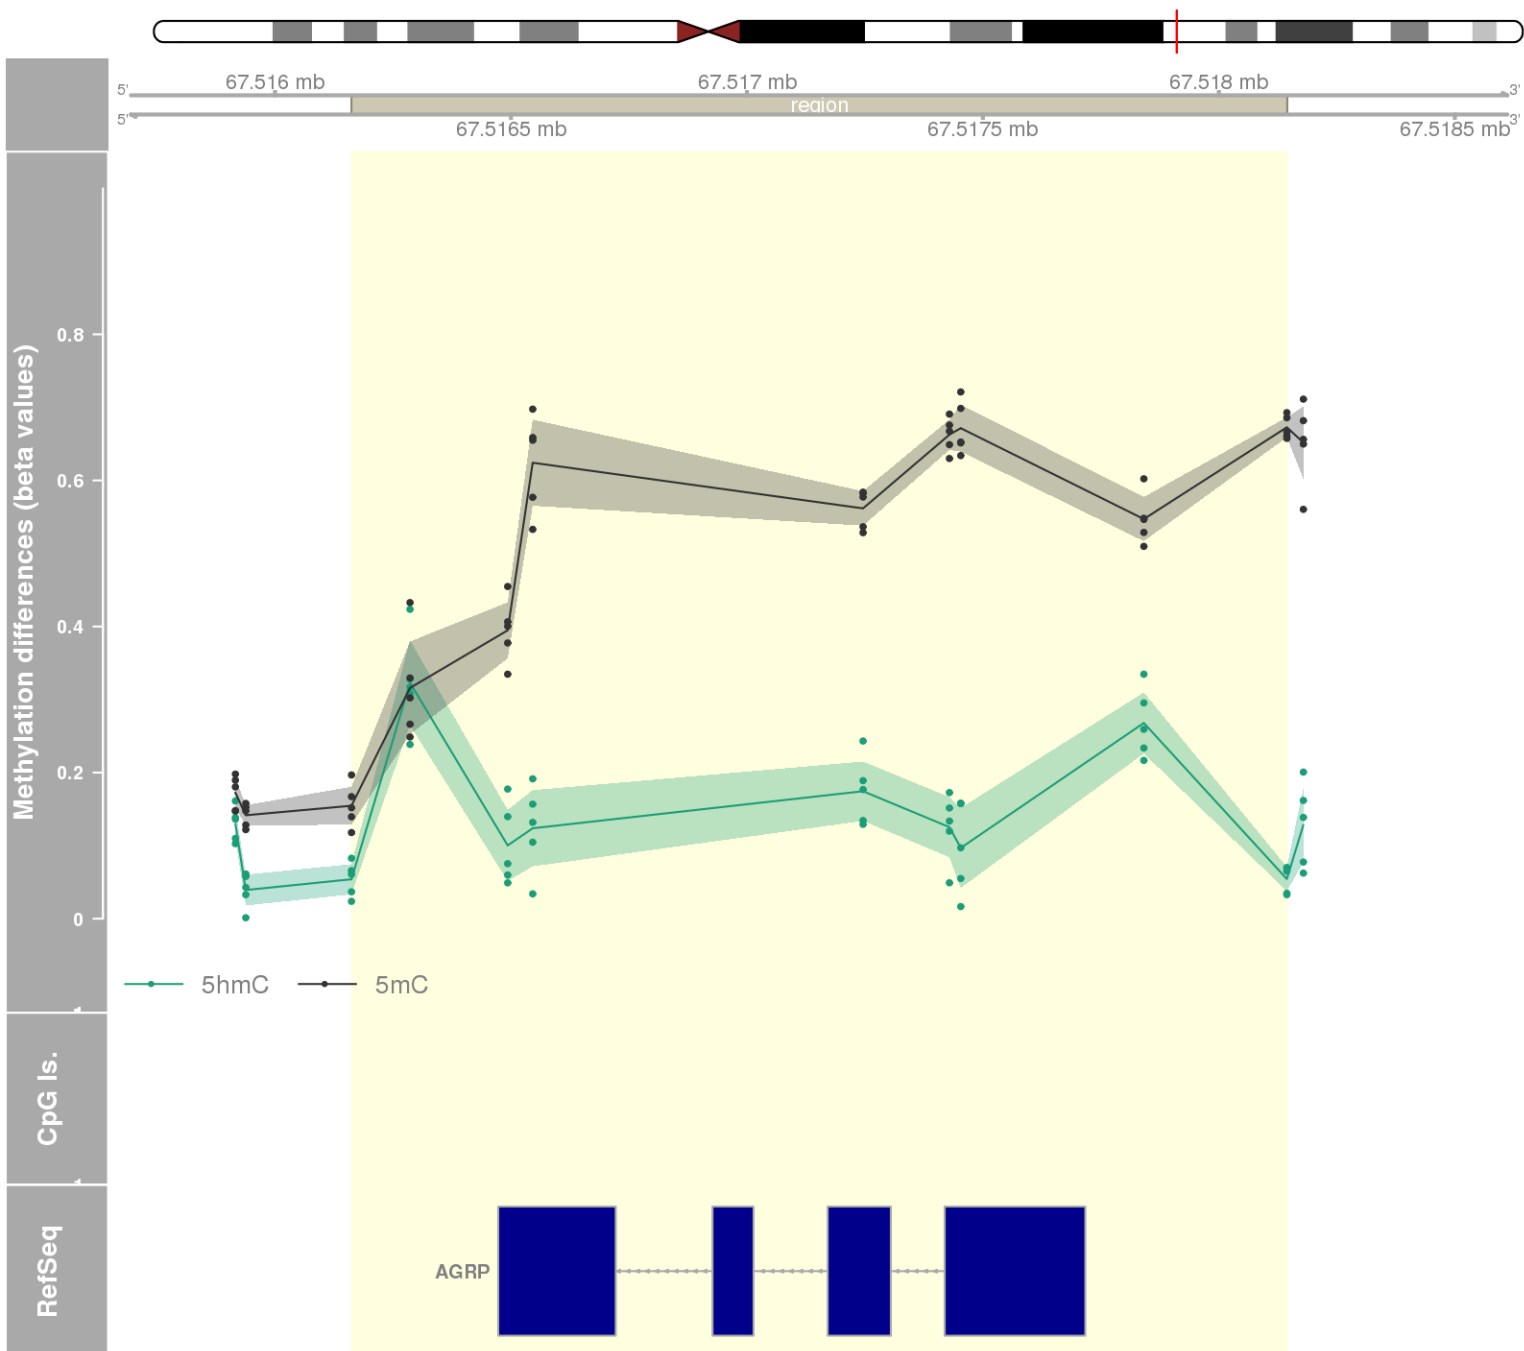 67.516 mb 67.517 mb 67.518 mb
5' 3'
region
5' 3'
67.5165 mb 67.5175 mb 67.5185 mb
Methylation differences (beta values)
0.8
0.6
0.4
0.2
0
5hmC 5mC
CpG Is.
RefSeq
AGRP